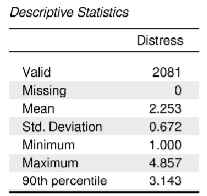 Descriptive Statistics
Distress
Valid 2081
Missing 0
Mean 2.253
Std. Deviation 0.672
Minimum 1.000
Maximum 4.857
90th percentile 3.143